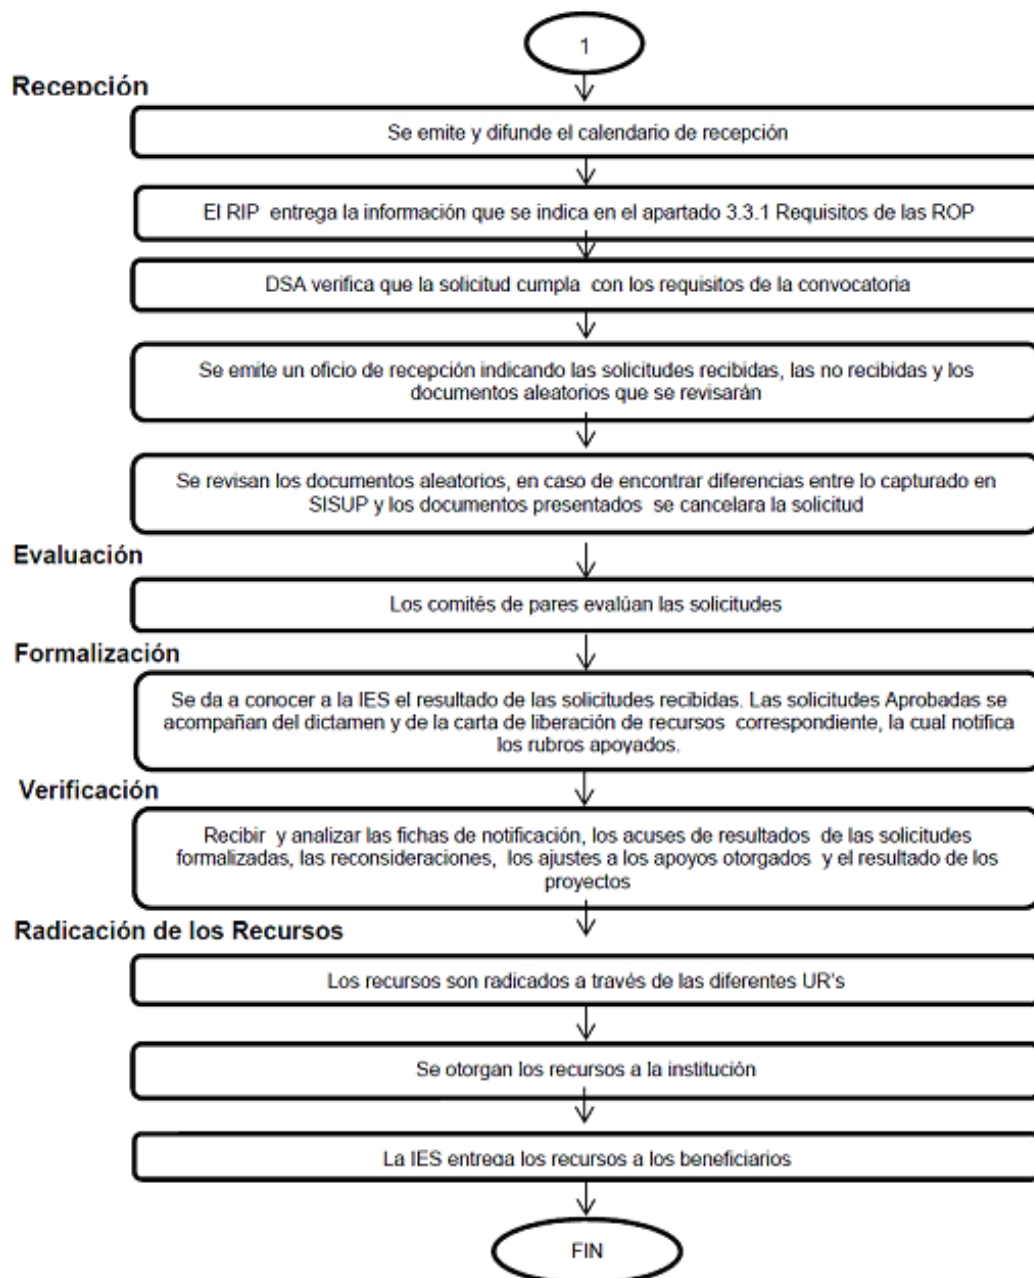 1
Recepción
Se emite y difunde el calendario de recepción
El RIP entrega la información que se indica en el apartado 3.3.1 Requisitos de las ROP
DSA verifica que la solicitud cumpla con los requisitos de la convocatoria
Se emite un oficio de recepción indicando las solicitudes recibidas, las no recibidas y los
documentos aleatorios que se revisarán
Se revisan los documentos aleatorios, en caso de encontrar diferencias entre lo capturado en
SISUP y los documentos presentados se cancelara la solicitud
Evaluación
Los comités de pares evalúan las solicitudes
Formalización
Se da a conocer a la IES el resultado de las solicitudes recibidas. Las solicitudes Aprobadas se
acompañan del dictamen y de la carta de liberación de recursos correspondiente, la cual notifica
los rubros apoyados.
Verificación
Recibir y analizar las fichas de notificación, los acuses de resultados de las solicitudes
formalizadas, las reconsideraciones, los ajustes a los apoyos otorgados y el resultado de los
proyectos
Radicación de los Recursos
Los recursos son radicados a través de las diferentes UR's
Se otorgan los recursos a la institución
La IES entrega los recursos a los beneficiarios
FIN